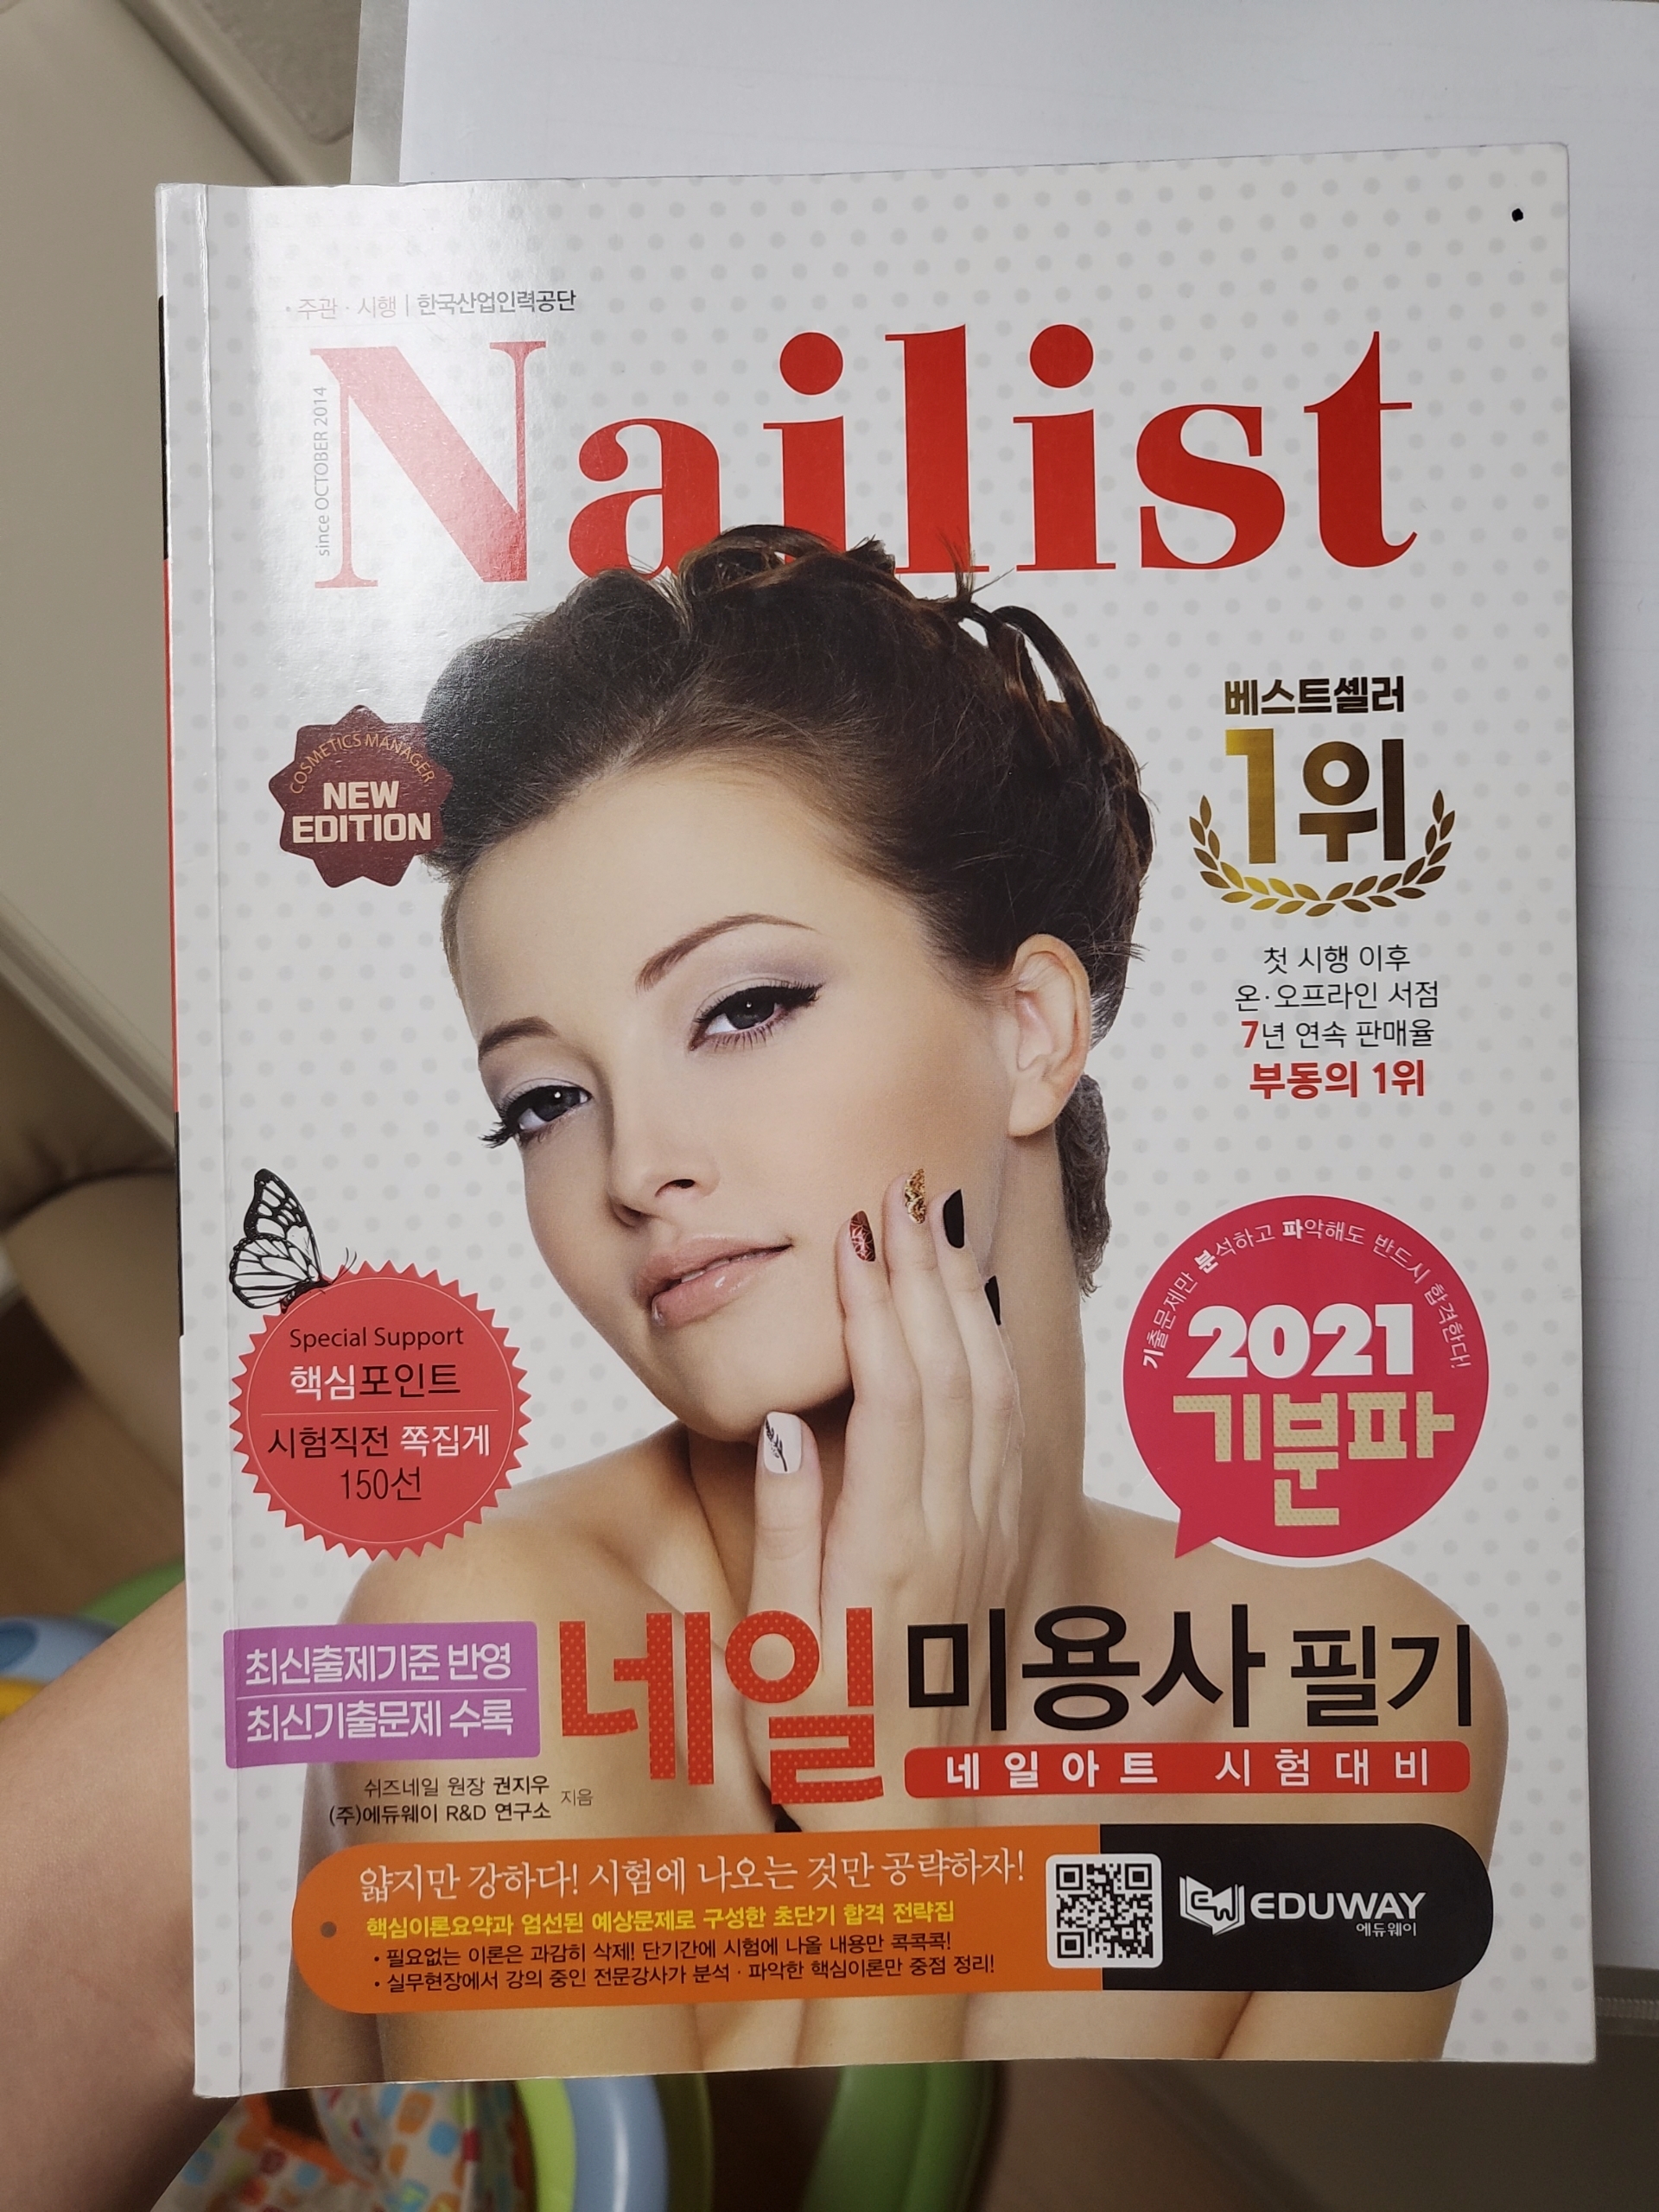 • 주관 · 시행 | 한국산업인력공단
since OCTOBER 2014
Nailist
COSMETICS MANAGER
NEW
EDITION
베스트셀러
1위
첫 시행 이후
온·오프라인 서점
7년 연속 판매율
부동의 1위
Special Support
핵심포인트
시험직전 쪽집게
150선
기출문제만 분석하고 파악해도 반드시 합격한다!
2021
기분파
최신출제기준 반영
최신기출문제 수록
네일 미용사 필기
네일아트 시험대비
쉬즈네일 원장 권지우
(주)에듀웨이 R&D 연구소 지음
얇지만 강하다! 시험에 나오는 것만 공략하자!
핵심이론요약과 엄선된 예상문제로 구성한 초단기 합격 전략집
• 필요없는 이론은 과감히 삭제! 단기간에 시험에 나올 내용만 콕콕콕!
• 실무현장에서 강의 중인 전문강사가 분석 · 파악한 핵심이론만 중점 정리!
EW EDUWAY
에듀웨이